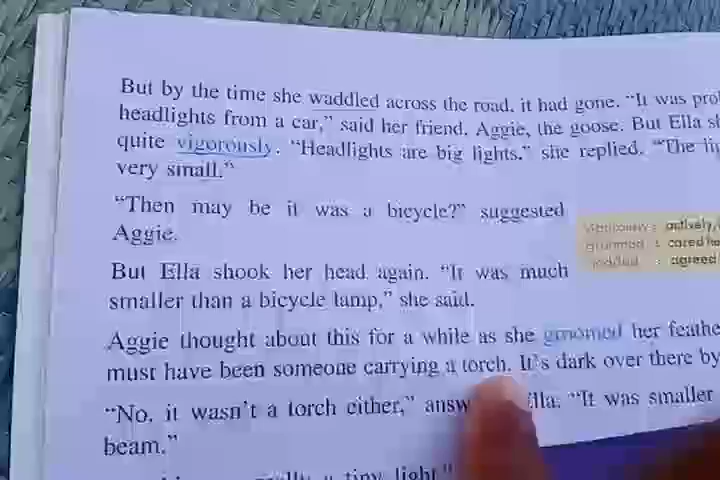 But by the time she waddled across the road, it had gone. "It was
headlights from a car," said her friend, Aggie, the goose. But Ella
quite vigorously. "Headlights are big lights," she replied. "The
very small."
"Then may be it was a bicycle?" suggested
Aggie.
vigorously : actively,
groomed : cared
nodded : agreed
But Ella shook her head again. "It was much
smaller than a bicycle lamp," she said.
Aggie thought about this for a while as she groomed her
must have been someone carrying a torch. It's dark over there by
"No, it wasn't a torch either," Ella. "It was smaller
beam."
a tiny light"